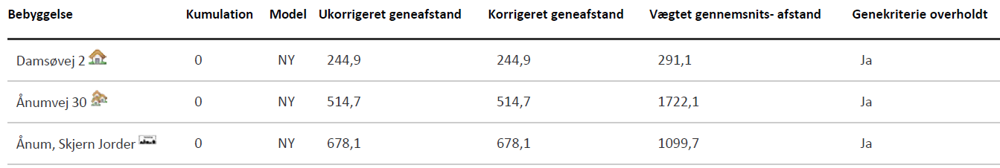 Bebyggelse Kumulation Model Ukorrigeret geneafstand Korrigeret geneafstand Vægtet gennemsnits- afstand Genekriterie overholdt
Damsøvej 2 0 NY 244,9 244,9 291,1 Ja
Ånumvej 30 0 NY 514,7 514,7 1722,1 Ja
Ånum, Skjern Jorder 0 NY 678,1 678,1 1099,7 Ja